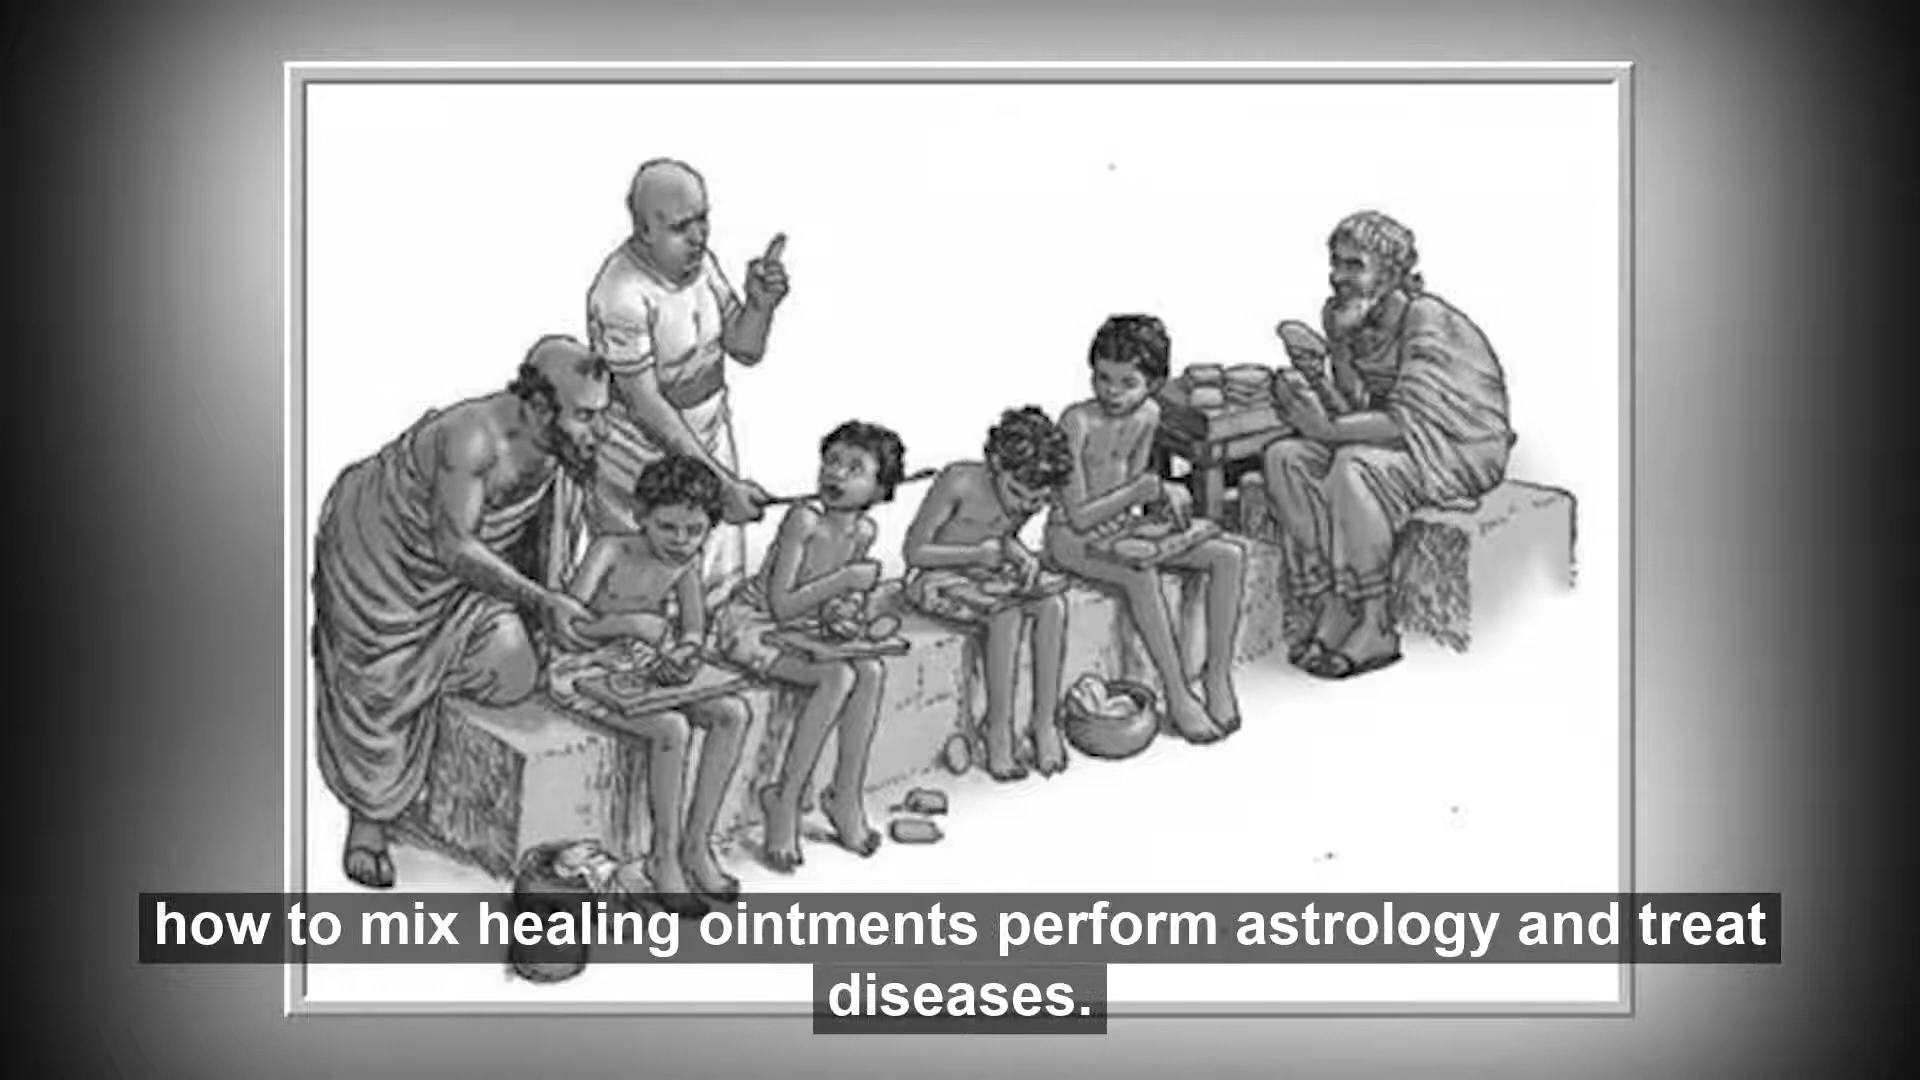 how to mix healing ointments perform astrology and treat
diseases.